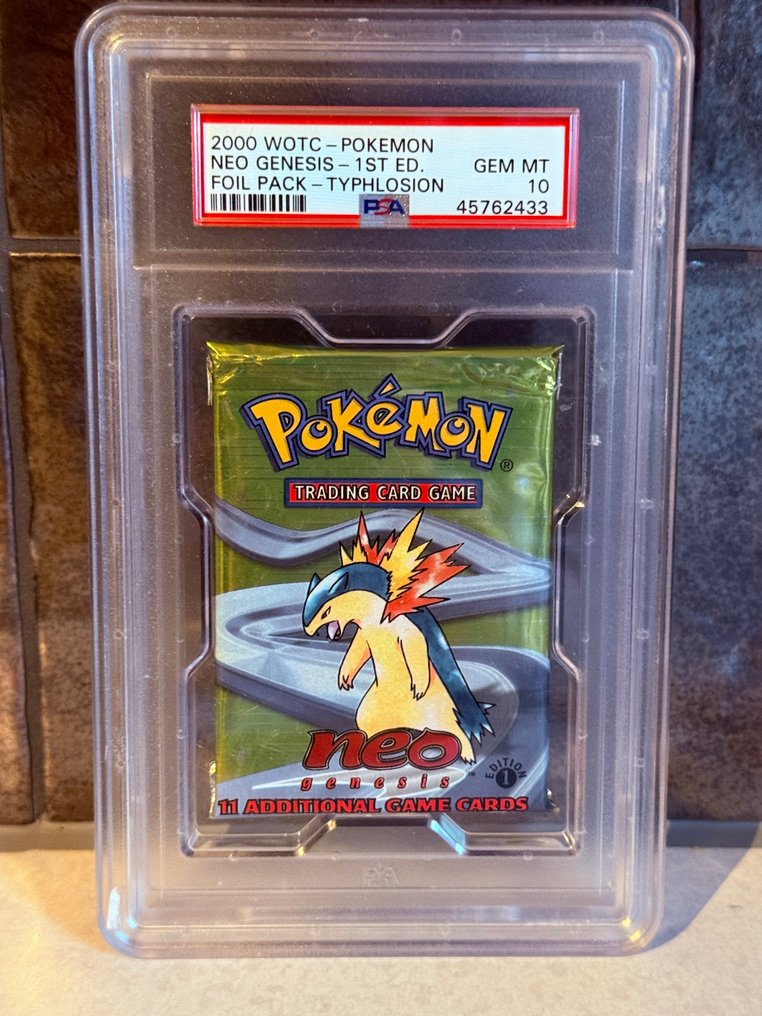 2000 WOTC - POKEMON
NEO GENESIS - 1ST ED. GEM MT
FOIL PACK - TYPHLOSION 10
PSA 45762433
POKéMON ®
TRADING CARD GAME
neo
genesis ™
EDITION 1
11 ADDITIONAL GAME CARDS
PSA